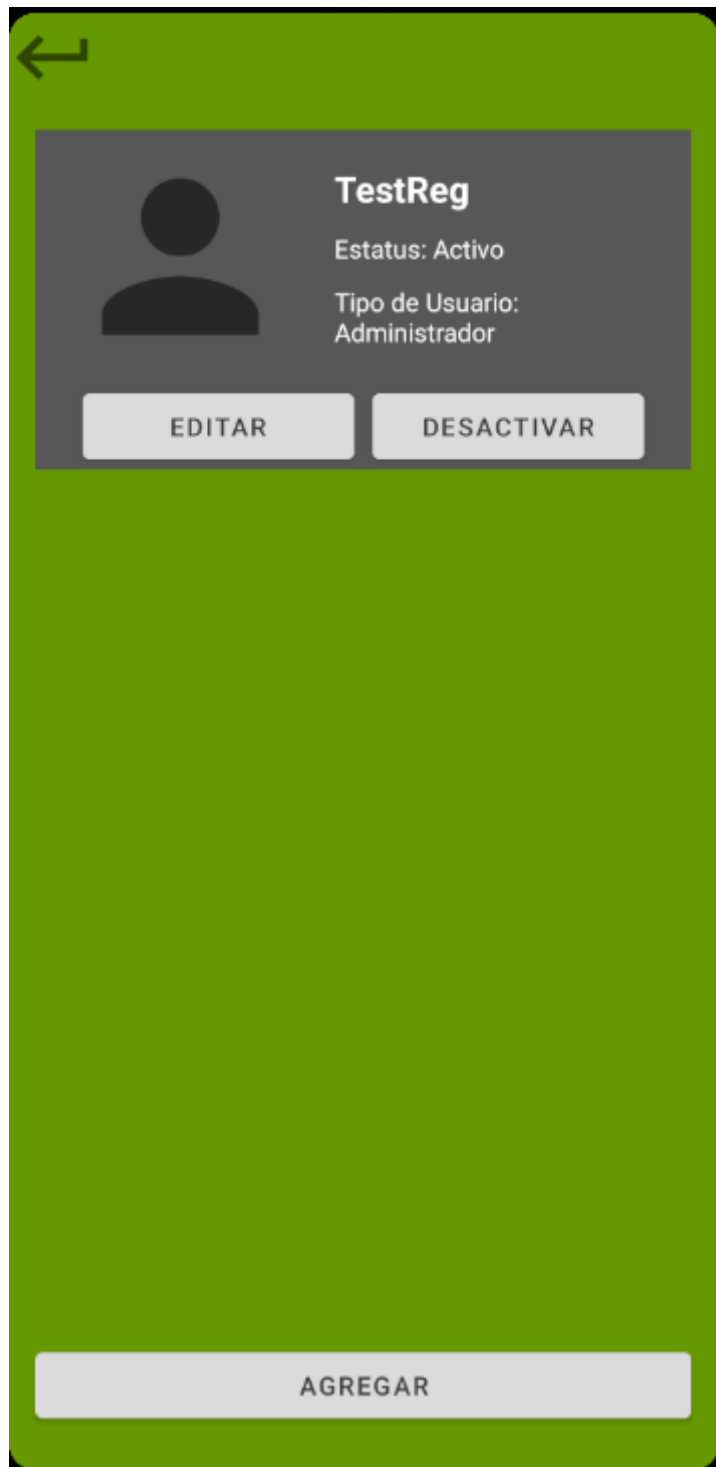 TestReg
Estatus: Activo
Tipo de Usuario:
Administrador
EDITAR
DESACTIVAR
AGREGAR